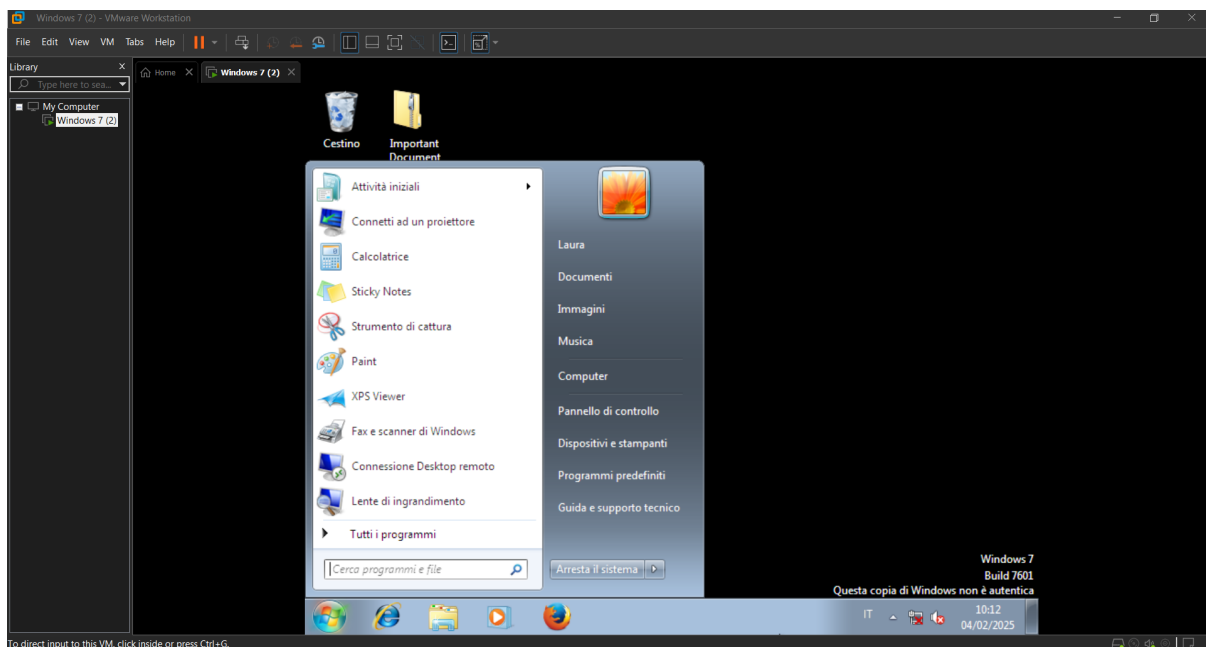 Windows 7 (2) - VMware Workstation
File Edit View VM Tabs Help
Library X
Type here to sea...
My Computer
Windows 7 (2)
Home
Windows 7 (2)
Cestino
Important
Document
Attività iniziali
Connetti ad un proiettore
Calcolatrice
Sticky Notes
Strumento di cattura
Paint
XPS Viewer
Fax e scanner di Windows
Connessione Desktop remoto
Lente di ingrandimento
Tutti i programmi
Cerca programmi e file
Laura
Documenti
Immagini
Musica
Computer
Pannello di controllo
Dispositivi e stampanti
Programmi predefiniti
Guida e supporto tecnico
Arresta il sistema
Windows 7
Build 7601
Questa copia di Windows non è autentica
IT
10:12
04/02/2025
To direct input to this VM, click inside or press Ctrl+G.